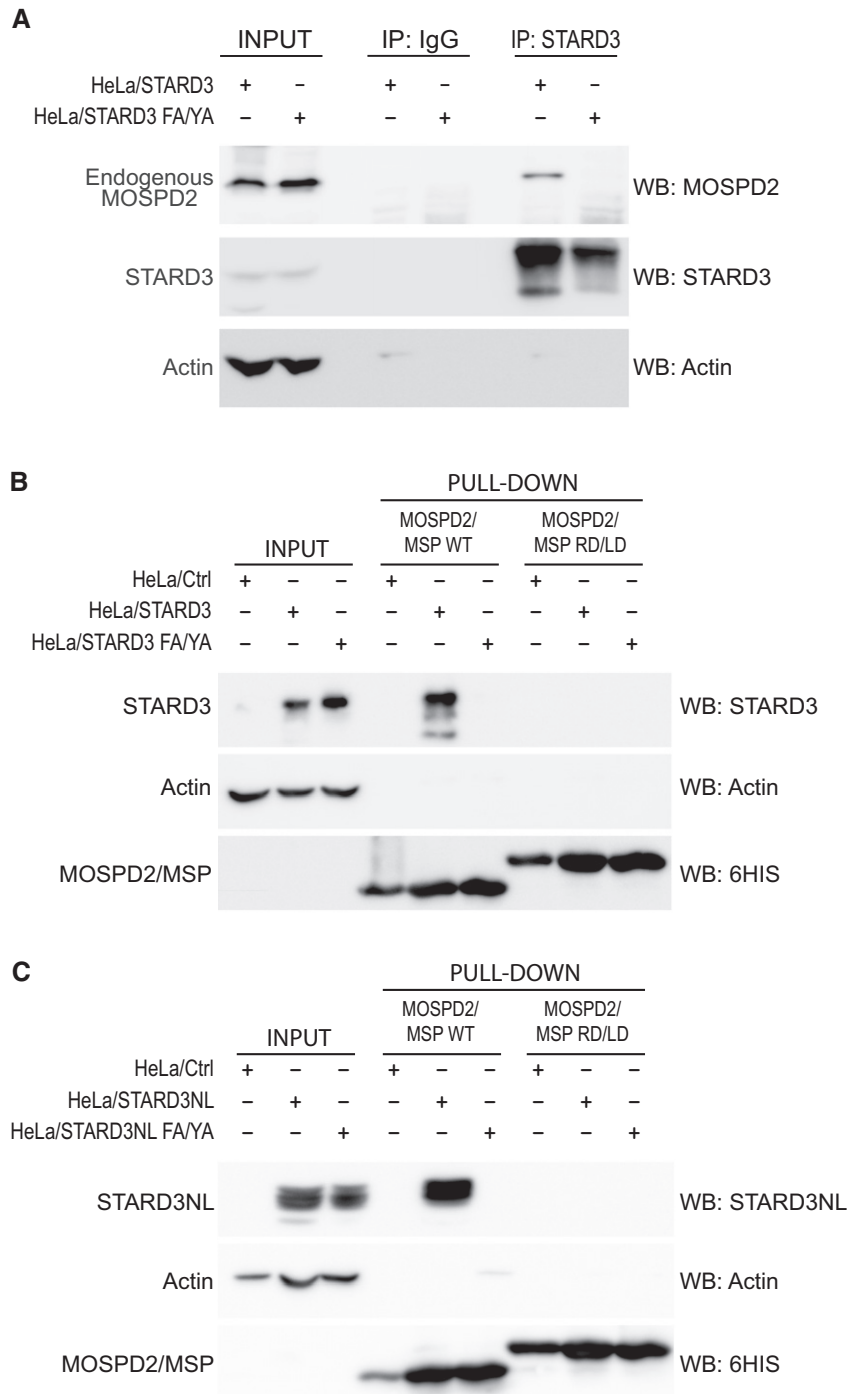 A
INPUT IP: IgG IP: STARD3
HeLa/STARD3 + – + – + –
HeLa/STARD3 FA/YA – + – + – +
Endogenous
MOSPD2
WB: MOSPD2
STARD3 WB: STARD3
Actin WB: Actin
B
PULL-DOWN
MOSPD2/ MOSPD2/
INPUT MSP WT MSP RD/LD
HeLa/Ctrl + – – + – – + – –
HeLa/STARD3 – + – – + – – + –
HeLa/STARD3 FA/YA – – + – – + – – +
STARD3 WB: STARD3
Actin WB: Actin
MOSPD2/MSP WB: 6HIS
C
PULL-DOWN
MOSPD2/ MOSPD2/
INPUT MSP WT MSP RD/LD
HeLa/Ctrl + – – + – – + – –
HeLa/STARD3NL – + – – + – – + –
HeLa/STARD3NL FA/YA – – + – – + – – +
STARD3NL WB: STARD3NL
Actin WB: Actin
MOSPD2/MSP WB: 6HIS